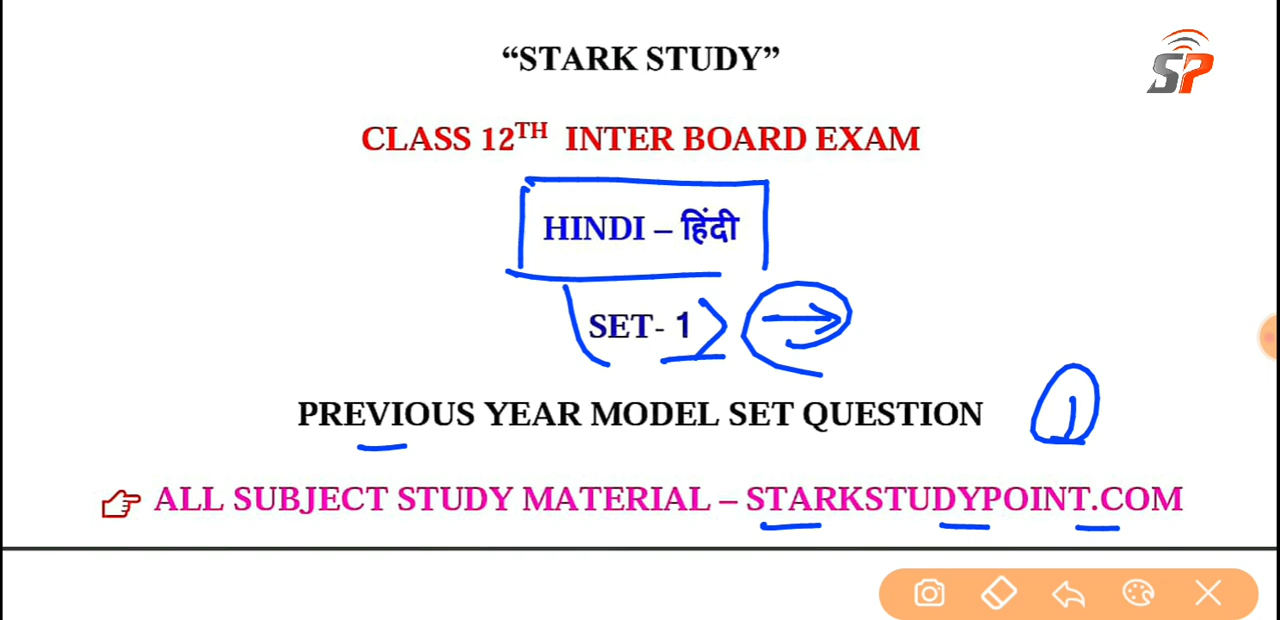 SP
“STARK STUDY”
CLASS 12TH INTER BOARD EXAM
HINDI – हिंदी
SET- 1
PREVIOUS YEAR MODEL SET QUESTION
1
ALL SUBJECT STUDY MATERIAL – STARKSTUDYPOINT.COM